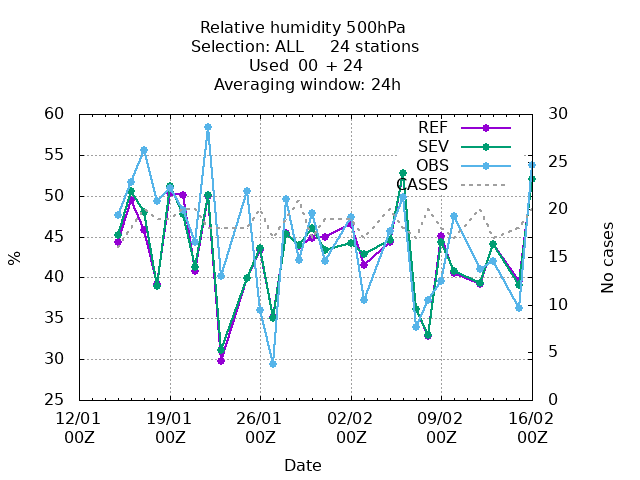 Relative humidity 500hPa
Selection: ALL 24 stations
Used 00 + 24
Averaging window: 24h
60 30
REF
SEV
55 25
OBS
CASES
50 20
45 15
%
No cases
40
35 10
30 5
25 0
12/01 19/01 26/01 02/02 09/02 16/02
00Z 00Z 00Z 00Z 00Z 00Z
Date